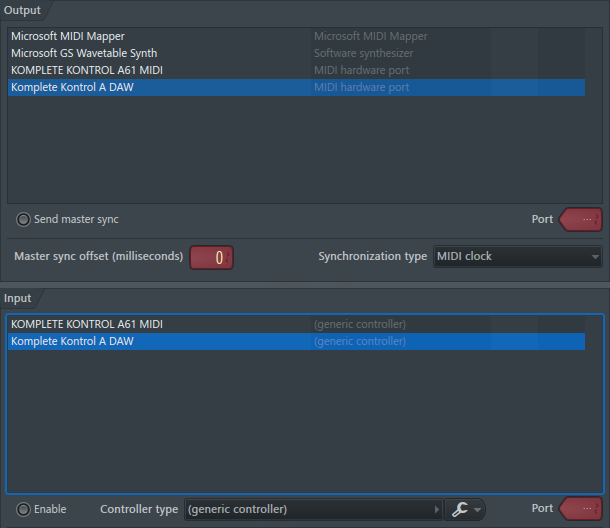 Output
Microsoft MIDI Mapper Microsoft MIDI Mapper
Microsoft GS Wavetable Synth Software synthesizer
KOMPLETE KONTROL A61 MIDI MIDI hardware port
Komplete Kontrol A DAW MIDI hardware port
Send master sync Port ...
Master sync offset (milliseconds) 0 Synchronization type MIDI clock
Input
KOMPLETE KONTROL A61 MIDI (generic controller)
Komplete Kontrol A DAW (generic controller)
Enable Controller type (generic controller) Port ...